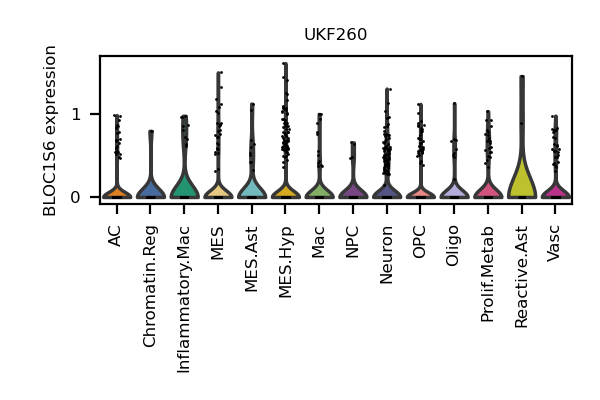 UKF260
BLOC1S6 expression
1
0
AC
Chromatin.Reg
Inflammatory.Mac
MES
MES.Ast
MES.Hyp
Mac
NPC
Neuron
OPC
Oligo
Prolif.Metab
Reactive.Ast
Vasc